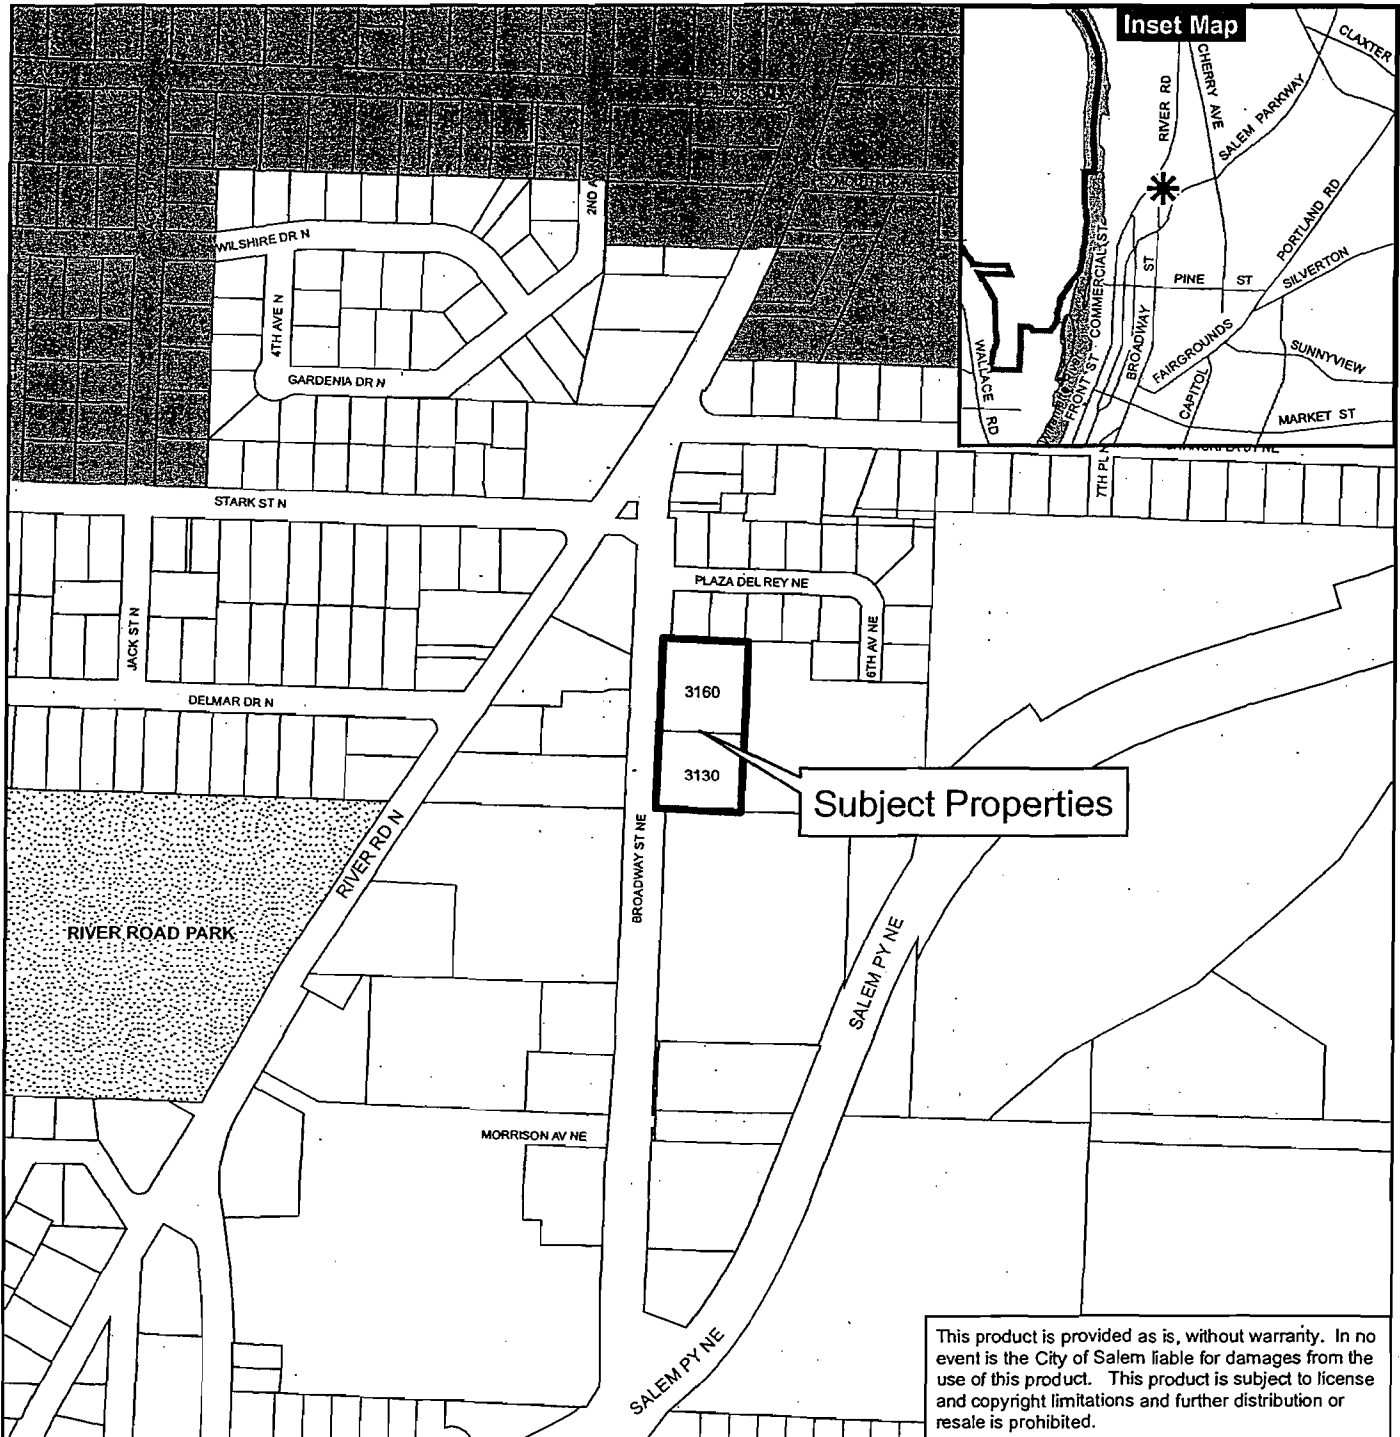 Inset Map
CLAXTER
CHERRY AVE
RIVER RD
SALEM PARKWAY
PORTLAND RD
SILVERTON
PINE ST
COMMERCIAL ST
BROADWAY ST
FAIRGROUNDS
SUNNYVIEW
CAPITOL
FRONT ST
WALLACE RD
MARKET ST
2ND
WILSHIRE DR N
4TH AVE N
GARDENIA DR N
7TH PL N
STARK ST N
PLAZA DEL REY NE
JACK ST N
6TH AV NE
DELMAR DR N
3160
3130
Subject Properties
RIVER RD N
BROADWAY ST NE
RIVER ROAD PARK
SALEM PY NE
MORRISON AV NE
SALEM PY NE
This product is provided as is, without warranty. In no
event is the City of Salem liable for damages from the
use of this product. This product is subject to license
and copyright limitations and further distribution or
resale is prohibited.